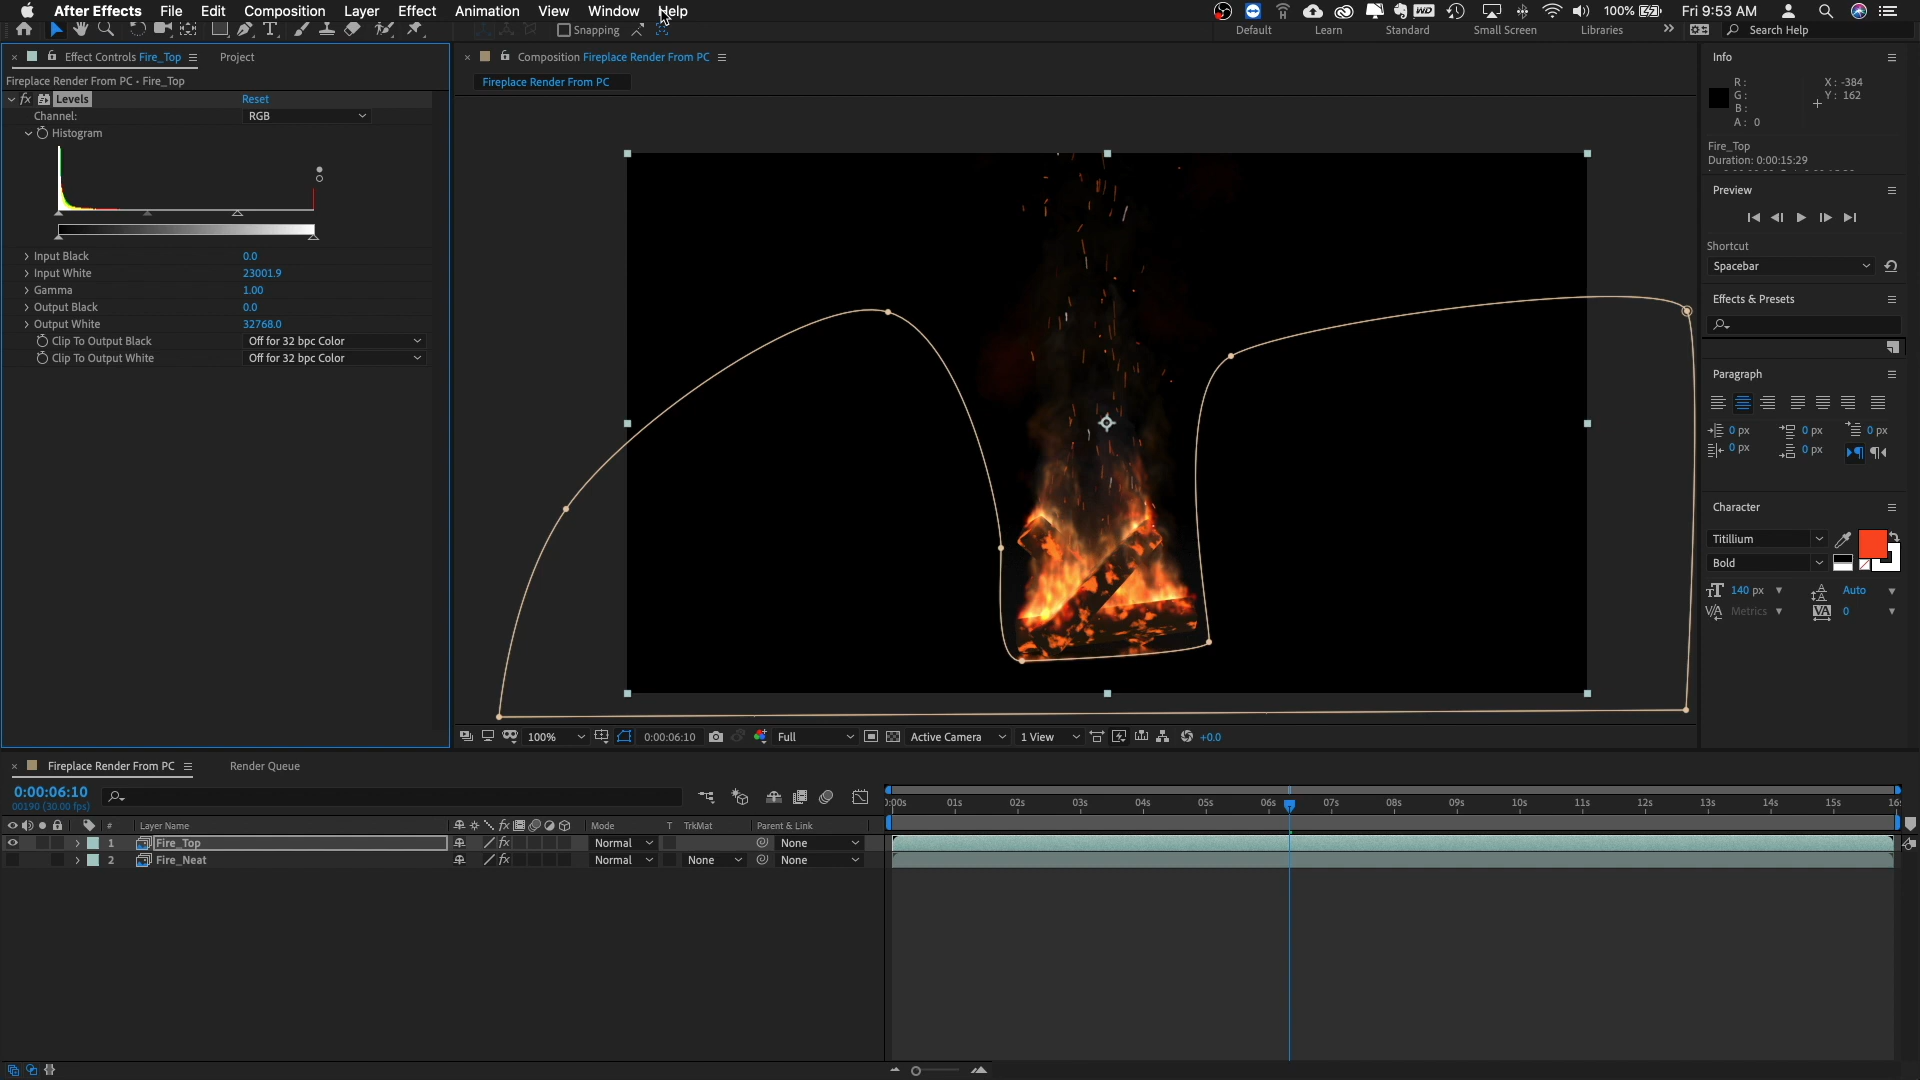 After Effects File Edit Composition Layer Effect Animation View Window Help
100% Fri 9:53 AM
Snapping
Default Learn Standard Small Screen Libraries Search Help
Effect Controls Fire_Top Project
Fireplace Render From PC • Fire_Top
fx Levels Reset
Channel: RGB
Histogram
Input Black 0.0
Input White 23001.9
Gamma 1.00
Output Black 0.0
Output White 32768.0
Clip To Output Black Off for 32 bpc Color
Clip To Output White Off for 32 bpc Color
Composition Fireplace Render From PC
Fireplace Render From PC
100% 0:00:06:10 Full Active Camera 1 View +0.0
Info
R: X: -384
G: Y: 162
B:
A: 0
Fire_Top
Duration: 0:00:15:29
Preview
Shortcut
Spacebar
Effects & Presets
Paragraph
0 px 0 px 0 px
0 px 0 px
Character
Titillium
Bold
140 px Auto
Metrics 0
Fireplace Render From PC Render Queue
0:00:06:10
00190 (30.00 fps)
# Layer Name Mode T TrkMat Parent & Link
1 Fire_Top Normal None
2 Fire_Neat Normal None None
01s 02s 03s 04s 05s 06s 07s 08s 09s 10s 11s 12s 13s 14s 15s